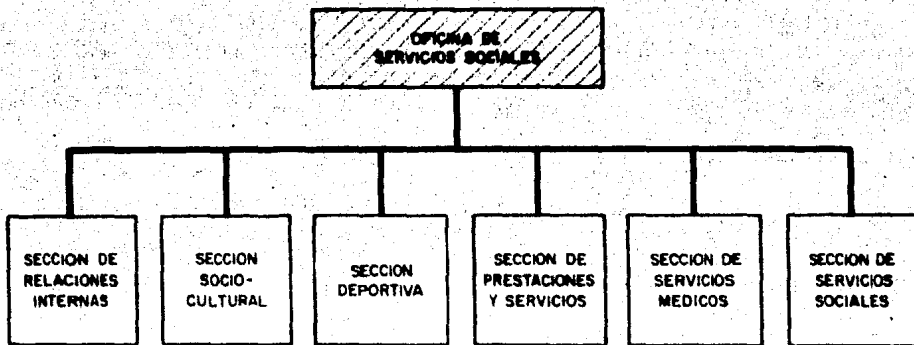 OFICINA DE
SERVICIOS SOCIALES
SECCION DE
RELACIONES
INTERNAS
SECCION
SOCIO-
CULTURAL
SECCION
DEPORTIVA
SECCION DE
PRESTACIONES
Y SERVICIOS
SECCION DE
SERVICIOS
MEDICOS
SECCION DE
SERVICIOS
SOCIALES